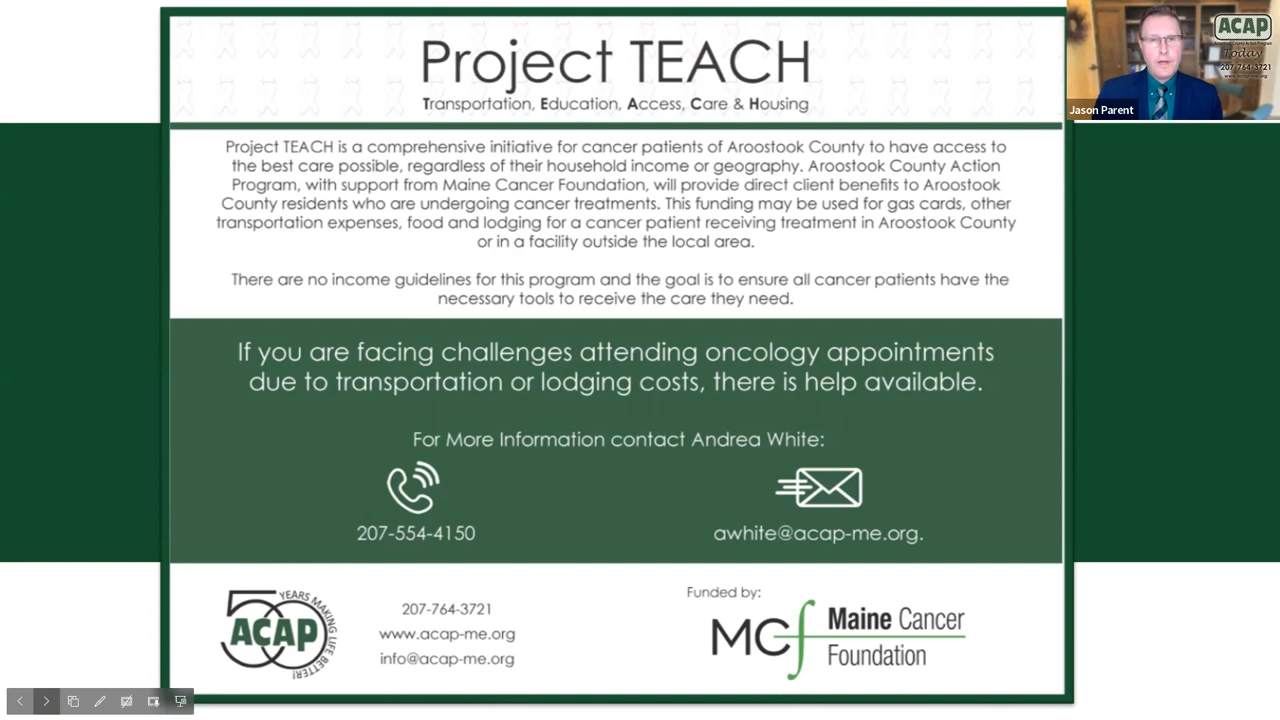 Project TEACH
Transportation, Education, Access, Care & Housing
Project TEACH is a comprehensive initiative for cancer patients of Aroostook County to have access to
the best care possible, regardless of their household income or geography. Aroostook County Action
Program, with support from Maine Cancer Foundation, will provide direct client benefits to Aroostook
County residents who are undergoing cancer treatments. This funding may be used for gas cards, other
transportation expenses, food and lodging for a cancer patient receiving treatment in Aroostook County
or in a facility outside the local area.
There are no income guidelines for this program and the goal is to ensure all cancer patients have the
necessary tools to receive the care they need.
If you are facing challenges attending oncology appointments
due to transportation or lodging costs, there is help available.
For More Information contact Andrea White:
207-554-4150
awhite@acap-me.org.
50 YEARS MAKING LIFE BETTER!
ACAP
207-764-3721
www.acap-me.org
info@acap-me.org
Funded by:
MCf
Maine Cancer
Foundation
ACAP
Aroostook County Action Program
Today
207-764-3721
www.acap-me.org
Jason Parent